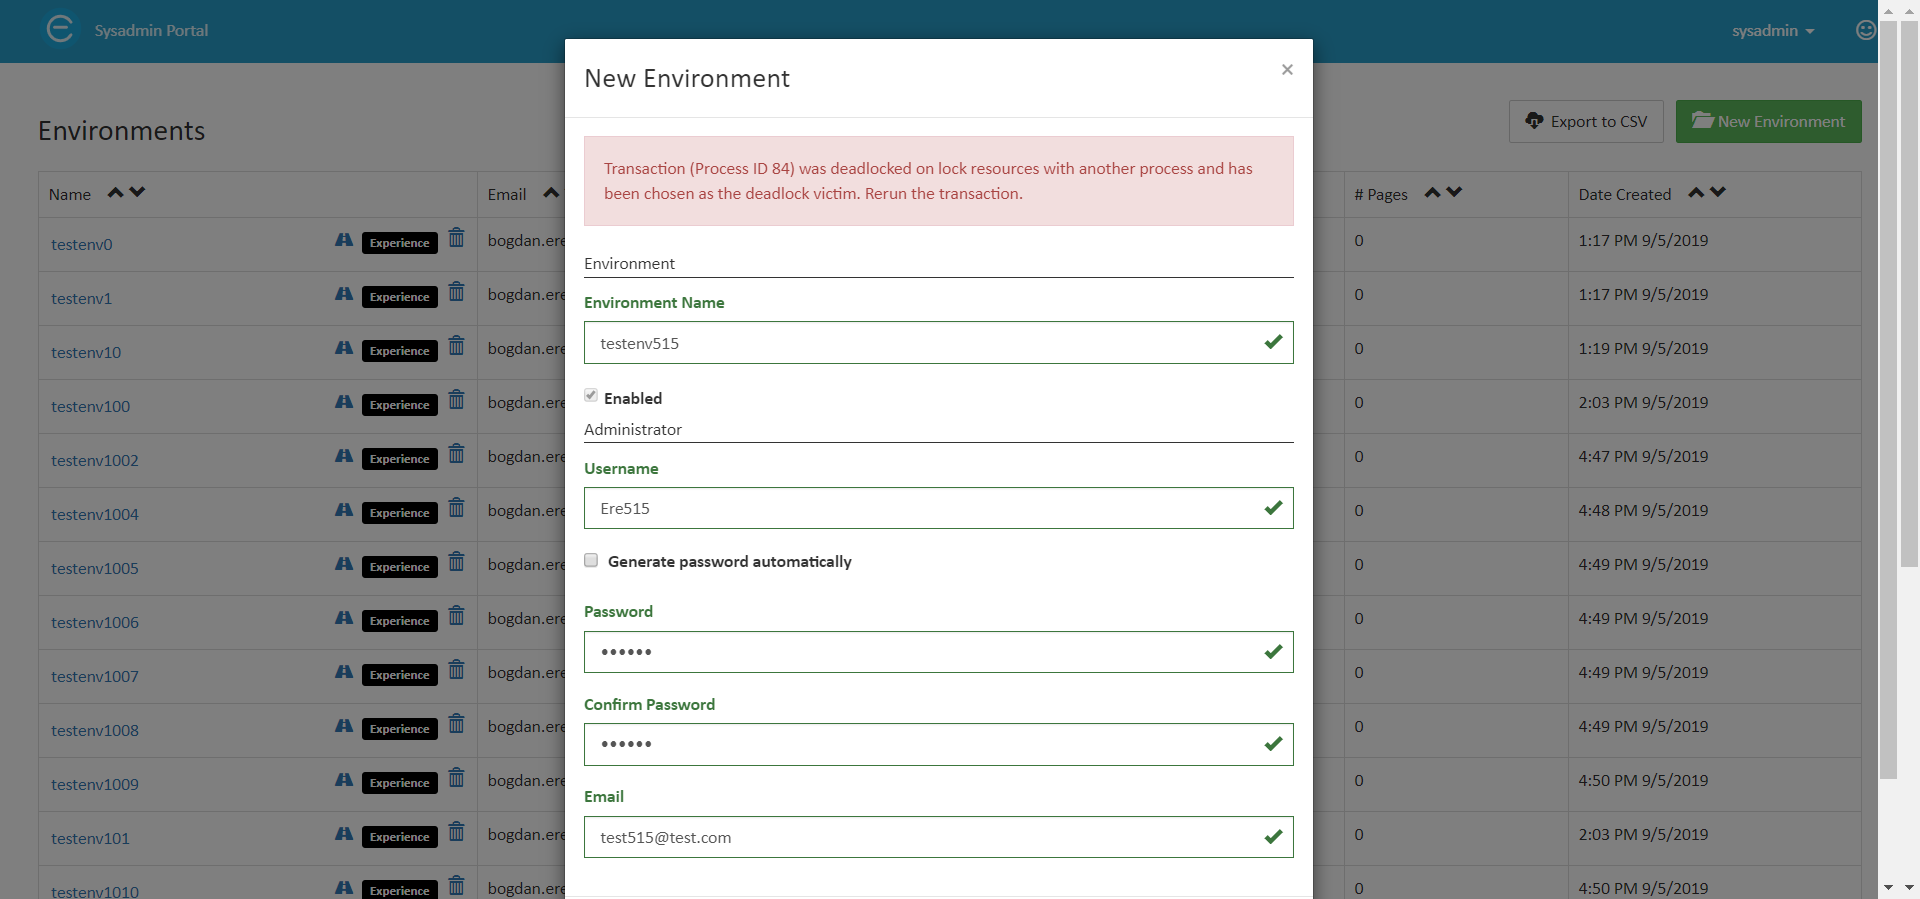 Sysadmin Portal
sysadmin
New Environment
×
Environments
Export to CSV
New Environment
Transaction (Process ID 84) was deadlocked on lock resources with another process and has
been chosen as the deadlock victim. Rerun the transaction.
Name
Email
# Pages
Date Created
testenv0 Experience bogdan.ere 0 1:17 PM 9/5/2019
testenv1 Experience bogdan.ere 0 1:17 PM 9/5/2019
testenv10 Experience bogdan.ere 0 1:19 PM 9/5/2019
testenv100 Experience bogdan.ere 0 2:03 PM 9/5/2019
testenv1002 Experience bogdan.ere 0 4:47 PM 9/5/2019
testenv1004 Experience bogdan.ere 0 4:48 PM 9/5/2019
testenv1005 Experience bogdan.ere 0 4:49 PM 9/5/2019
testenv1006 Experience bogdan.ere 0 4:49 PM 9/5/2019
testenv1007 Experience bogdan.ere 0 4:49 PM 9/5/2019
testenv1008 Experience bogdan.ere 0 4:49 PM 9/5/2019
testenv1009 Experience bogdan.ere 0 4:50 PM 9/5/2019
testenv101 Experience bogdan.ere 0 2:03 PM 9/5/2019
testenv1010 Experience bogdan.ere 0 4:50 PM 9/5/2019
Environment
Environment Name
testenv515
Enabled
Administrator
Username
Ere515
Generate password automatically
Password
••••••
Confirm Password
••••••
Email
test515@test.com